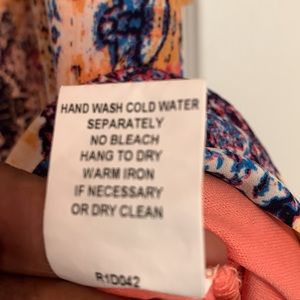 HAND WASH COLD WATER
SEPARATELY
NO BLEACH
HANG TO DRY
WARM IRON
IF NECESSARY
OR DRY CLEAN
R1D042